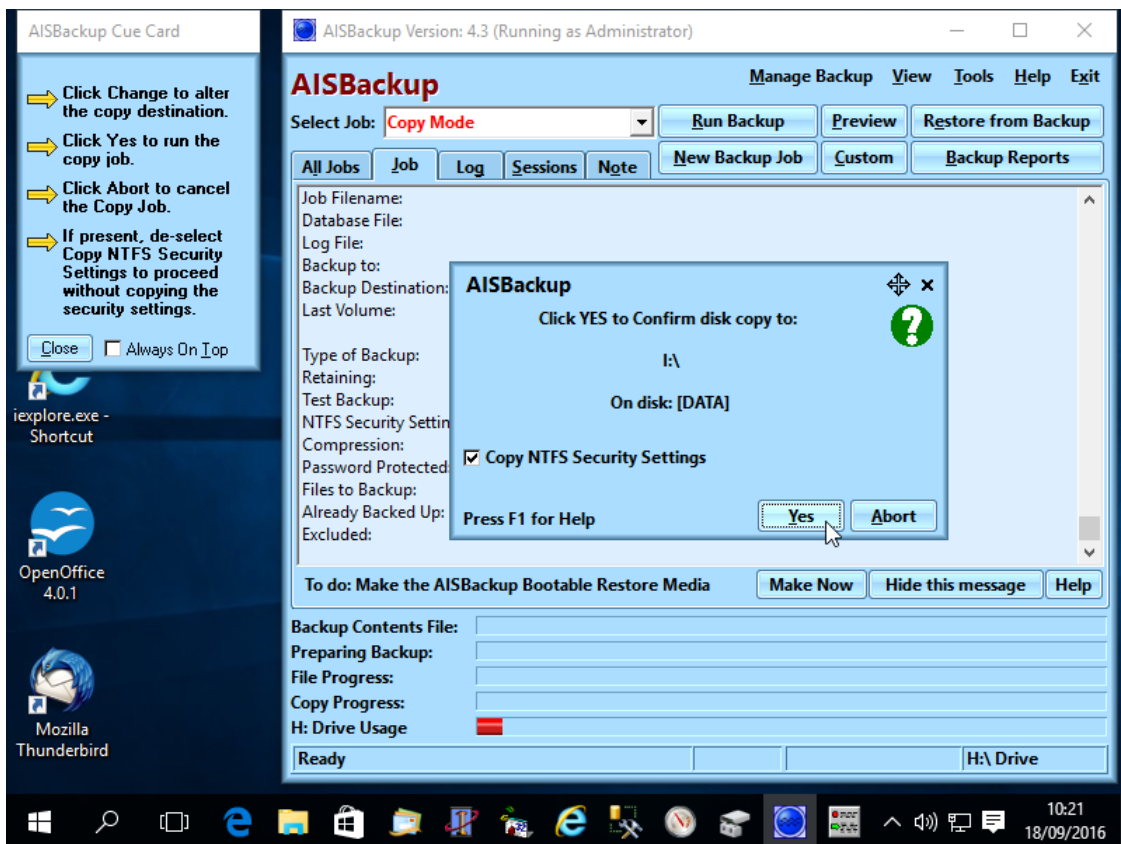 AISBackup Cue Card
Click Change to alter
the copy destination.
Click Yes to run the
copy job.
Click Abort to cancel
the Copy Job.
If present, de-select
Copy NTFS Security
Settings to proceed
without copying the
security settings.
Close Always On Top
iexplore.exe -
Shortcut
OpenOffice
4.0.1
Mozilla
Thunderbird
AISBackup Version: 4.3 (Running as Administrator)
AISBackup
Manage Backup View Tools Help Exit
Select Job: Copy Mode Run Backup Preview Restore from Backup
All Jobs Job Log Sessions Note New Backup Job Custom Backup Reports
Job Filename:
Database File:
Log File:
Backup to:
Backup Destination:
Last Volume:
Type of Backup:
Retaining:
Test Backup:
NTFS Security Settin
Compression:
Password Protected:
Files to Backup:
Already Backed Up:
Excluded:
AISBackup
Click YES to Confirm disk copy to:
I:\
On disk: [DATA]
Copy NTFS Security Settings
Press F1 for Help Yes Abort
To do: Make the AISBackup Bootable Restore Media Make Now Hide this message Help
Backup Contents File:
Preparing Backup:
File Progress:
Copy Progress:
H: Drive Usage
Ready H:\ Drive
10:21
18/09/2016